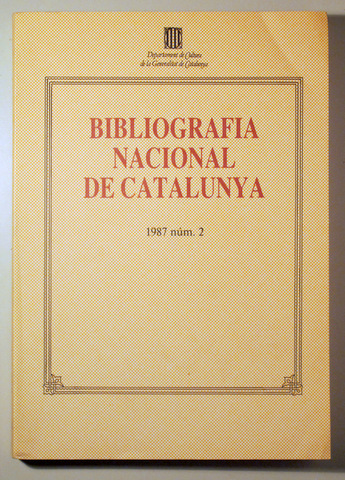 Departament de Cultura
de la Generalitat de Catalunya
BIBLIOGRAFIA
NACIONAL
DE CATALUNYA
1987 núm. 2